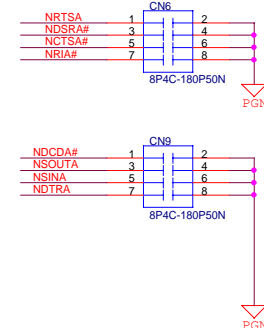 CN6
NRTSA 1 2
NDSRA# 3 4
NCTSA# 5 6
NRIA# 7 8
8P4C-180P50N
PGN
CN9
NDCDA# 1 2
NSOUTA 3 4
NSINA 5 6
NDTRA 7 8
8P4C-180P50N
PGN